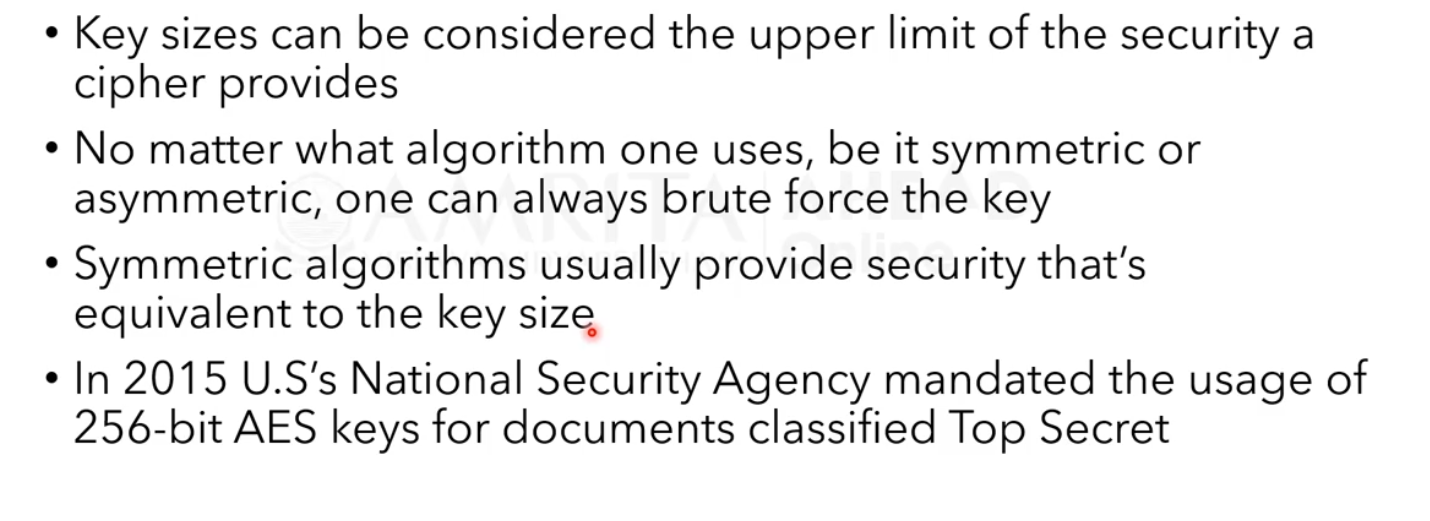 • Key sizes can be considered the upper limit of the security a
cipher provides
• No matter what algorithm one uses, be it symmetric or
asymmetric, one can always brute force the key
• Symmetric algorithms usually provide security that’s
equivalent to the key size
• In 2015 U.S’s National Security Agency mandated the usage of
256-bit AES keys for documents classified Top Secret
AMRITA
AHEAD
Online